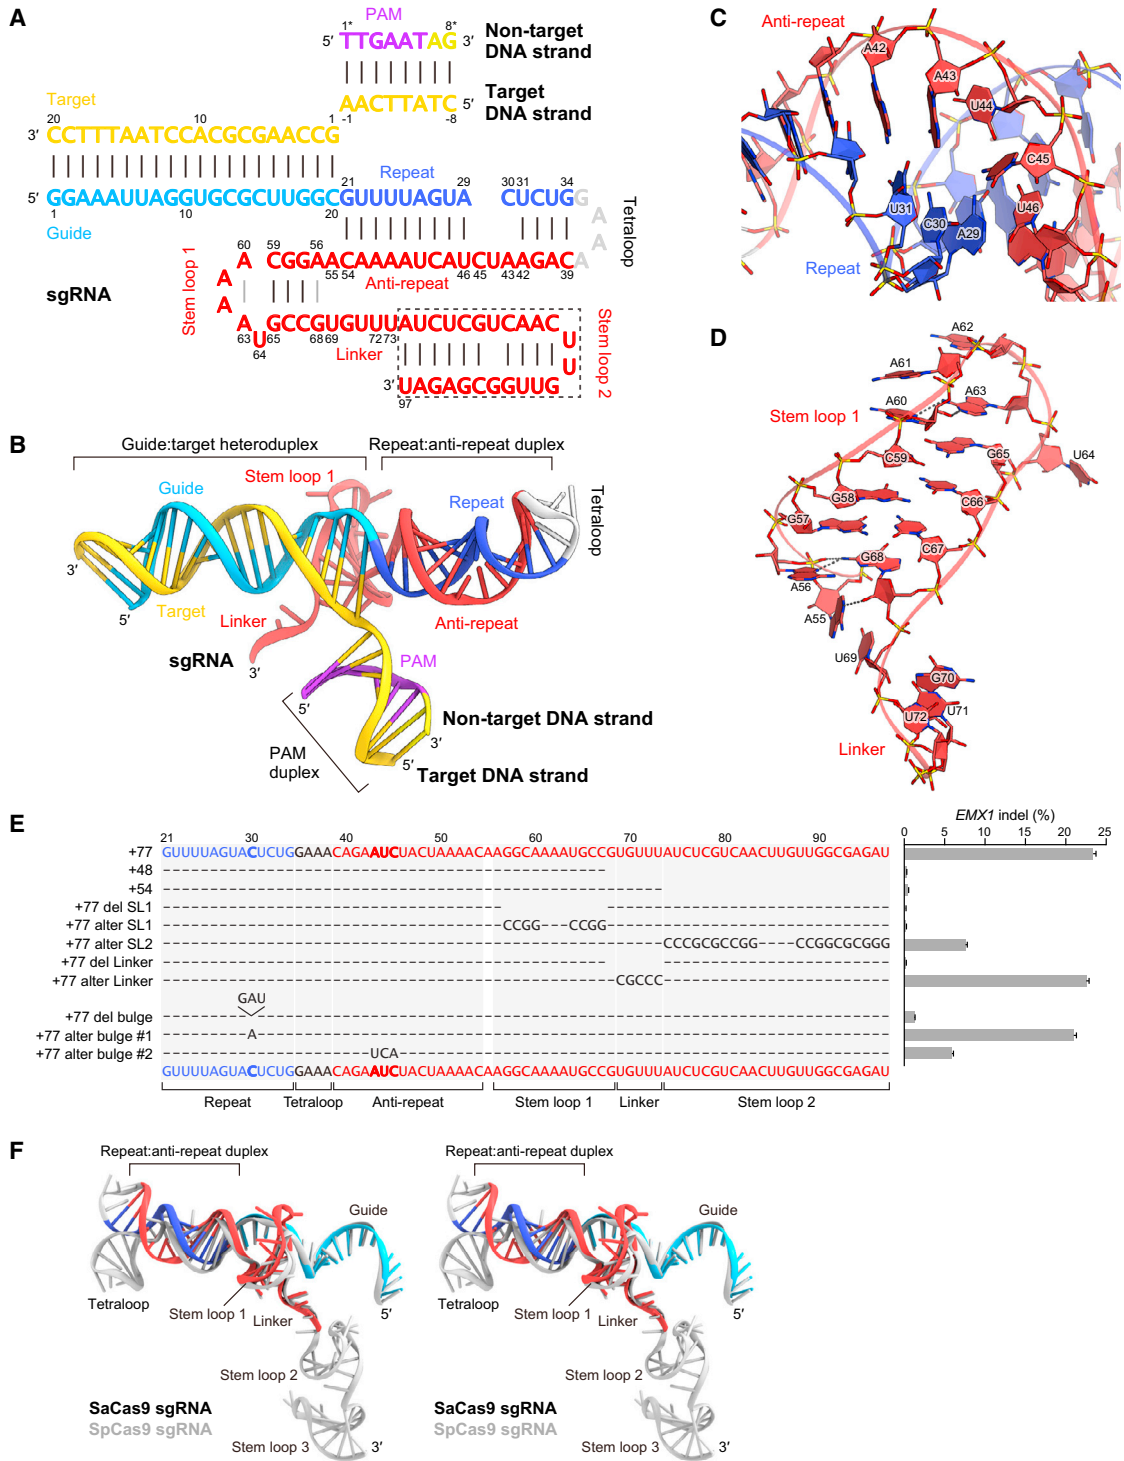 A
PAM
1* 8*
5′ TTGAATAG 3′ Non-target DNA strand
AACTTATC 5′ Target DNA strand
-1 -8
Target
20 10 1
3′ CCTTTAATCCACGCGAACCG
Repeat
21 29 30 31 34
5′ GGAAAUUAGGUGCGCUUGGCGUUUUAGUA CUCUGG
1 10 20
Guide
A
A
Tetraloop
60 59 56
A CGGAACAAAAUCAUCUAAGACA
55 54 46 45 43 42 39
Anti-repeat
A
A
Stem loop 1
sgRNA
AUGCCGUGUUUAUCUCGUCAAC
63 64 65 68 69 72 73
Linker
U
U
Stem loop 2
3′ UAGAGCGGUUG
97
B
Guide:target heteroduplex
Repeat:anti-repeat duplex
Stem loop 1
Guide
Repeat
Tetraloop
3′
Target
5′
Linker
Anti-repeat
sgRNA
3′
PAM
5′
Non-target DNA strand
3′
PAM duplex
5′
Target DNA strand
C
Anti-repeat
A42
A43
U44
C45
U31
C30
A29
U46
Repeat
D
A62
A61
A60
A63
Stem loop 1
C59
G65
U64
G58
C66
G57
C67
G68
A56
A55
U69
G70
U72
U71
Linker
E
EMX1 indel (%)
21 30 40 50 60 70 80 90
0 5 10 15 20 25
+77 GUUUUAGUACUCUGGAAACAGAAUCUACUAAAACAAGGCAAAAUGCCGUGUUUAUCUCGUCAACUUGUUGGCGAGAU
+48
+54
+77 del SL1
+77 alter SL1 CCGG CCGG
+77 alter SL2 CCCGCGCCGG CCGGCGCGGG
+77 del Linker
+77 alter Linker CGCCC
GAU
+77 del bulge
+77 alter bulge #1 A
+77 alter bulge #2 UCA
GUUUUAGUACUCUGGAAACAGAAUCUACUAAAACAAGGCAAAAUGCCGUGUUUAUCUCGUCAACUUGUUGGCGAGAU
Repeat Tetraloop Anti-repeat Stem loop 1 Linker Stem loop 2
F
Repeat:anti-repeat duplex
Guide
Tetraloop
Stem loop 1
Linker
5′
Stem loop 2
SaCas9 sgRNA
SpCas9 sgRNA
Stem loop 3
3′
Repeat:anti-repeat duplex
Guide
Tetraloop
Stem loop 1
Linker
5′
Stem loop 2
SaCas9 sgRNA
SpCas9 sgRNA
Stem loop 3
3′